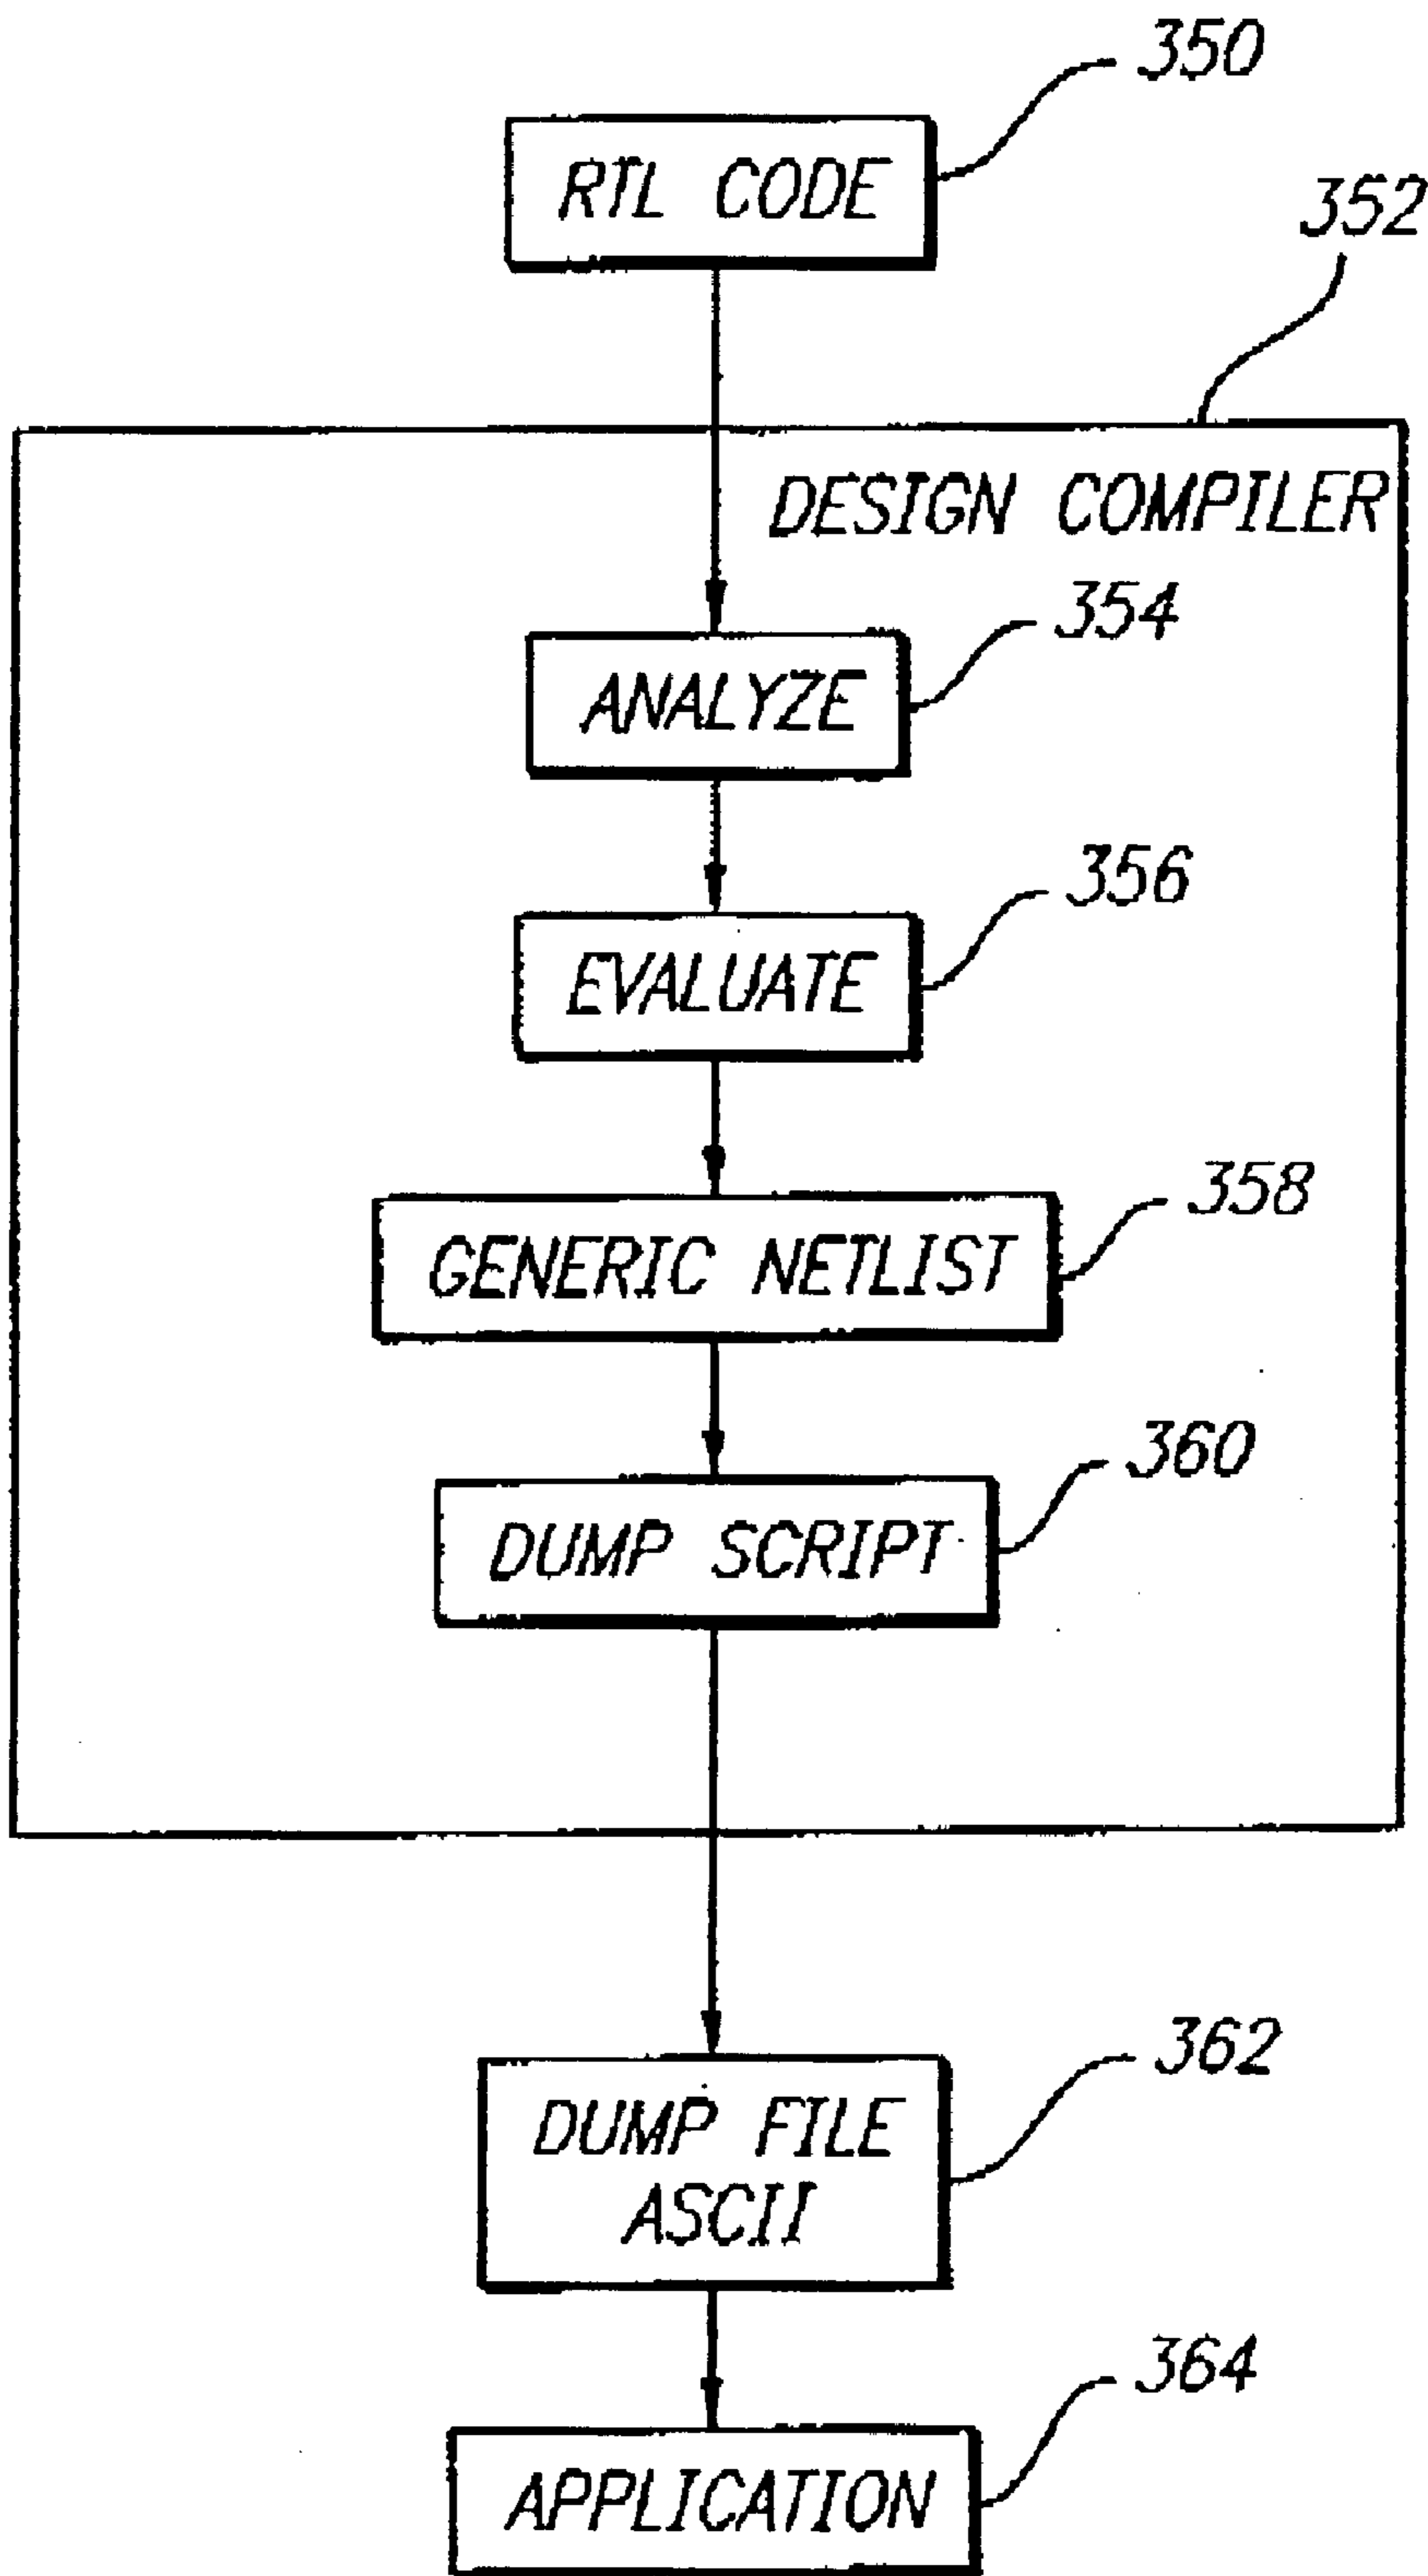 350
RTL CODE
352
DESIGN COMPILER
354
ANALYZE
356
EVALUATE
358
GENERIC NETLIST
360
DUMP SCRIPT
362
DUMP FILE
ASCII
364
APPLICATION